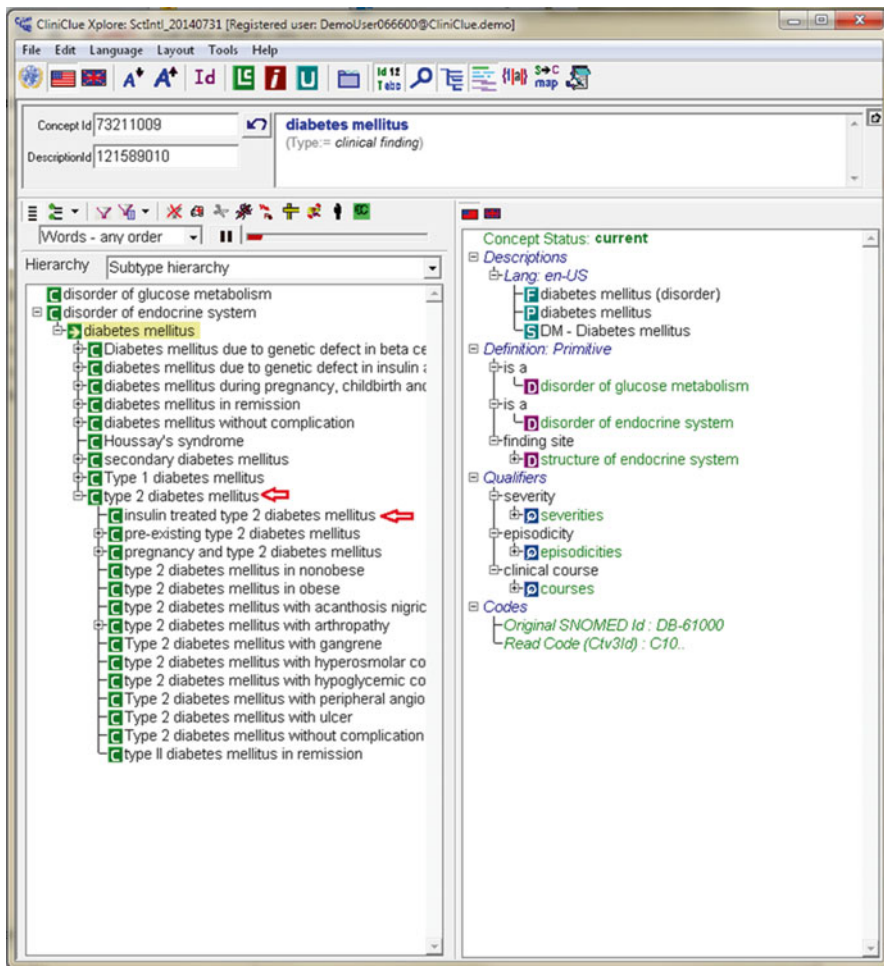 CliniClue Xplore: SctIntl_20140731 [Registered user: DemoUser066600@CliniClue.demo]
File Edit Language Layout Tools Help
A+ A+ Id LC i U Id 12 Tabs {||a|} S→C map
Concept Id 73211009
DescriptionId 121589010
diabetes mellitus
(Type:= clinical finding)
Words - any order
Hierarchy Subtype hierarchy
C disorder of glucose metabolism
C disorder of endocrine system
diabetes mellitus
C Diabetes mellitus due to genetic defect in beta ce
C diabetes mellitus due to genetic defect in insulin a
C diabetes mellitus during pregnancy, childbirth and
C diabetes mellitus in remission
C diabetes mellitus without complication
C Houssay's syndrome
C secondary diabetes mellitus
C Type 1 diabetes mellitus
C type 2 diabetes mellitus
C insulin treated type 2 diabetes mellitus
C pre-existing type 2 diabetes mellitus
C pregnancy and type 2 diabetes mellitus
C type 2 diabetes mellitus in nonobese
C type 2 diabetes mellitus in obese
C type 2 diabetes mellitus with acanthosis nigric
C type 2 diabetes mellitus with arthropathy
C Type 2 diabetes mellitus with gangrene
C Type 2 diabetes mellitus with hyperosmolar co
C Type 2 diabetes mellitus with hypoglycemic co
C Type 2 diabetes mellitus with peripheral angio
C Type 2 diabetes mellitus with ulcer
C Type 2 diabetes mellitus without complication
C type II diabetes mellitus in remission
Concept Status: current
Descriptions
Lang: en-US
F diabetes mellitus (disorder)
P diabetes mellitus
S DM - Diabetes mellitus
Definition: Primitive
is a
D disorder of glucose metabolism
is a
D disorder of endocrine system
finding site
D structure of endocrine system
Qualifiers
severity
Q severities
episodicity
Q episodicities
clinical course
Q courses
Codes
Original SNOMED Id : DB-61000
Read Code (Ctv3Id) : C10..